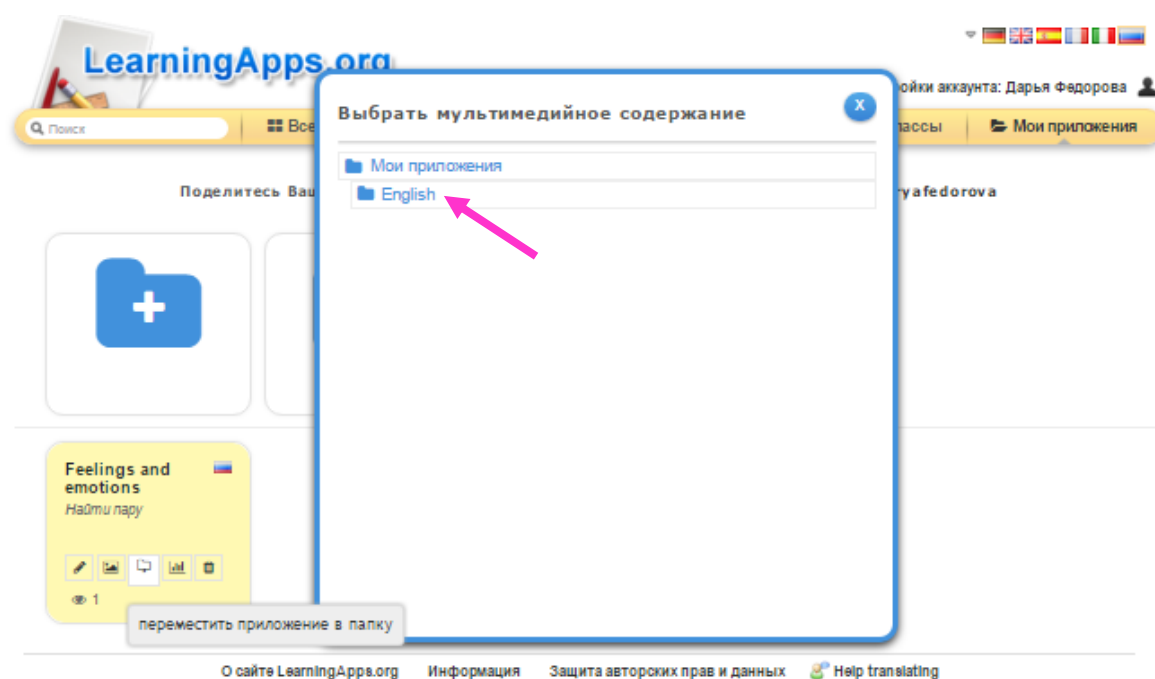 LearningApps.org
ойки аккаунта: Дарья Федорова
Поиск
Все
лассы
Мои приложения
Выбрать мультимедийное содержание
x
Мои приложения
English
Поделитесь Ваш
ryafedorova
Feelings and
emotions
Найти пару
1
переместить приложение в папку
О сайте LearningApps.org Информация Защита авторских прав и данных Help translating